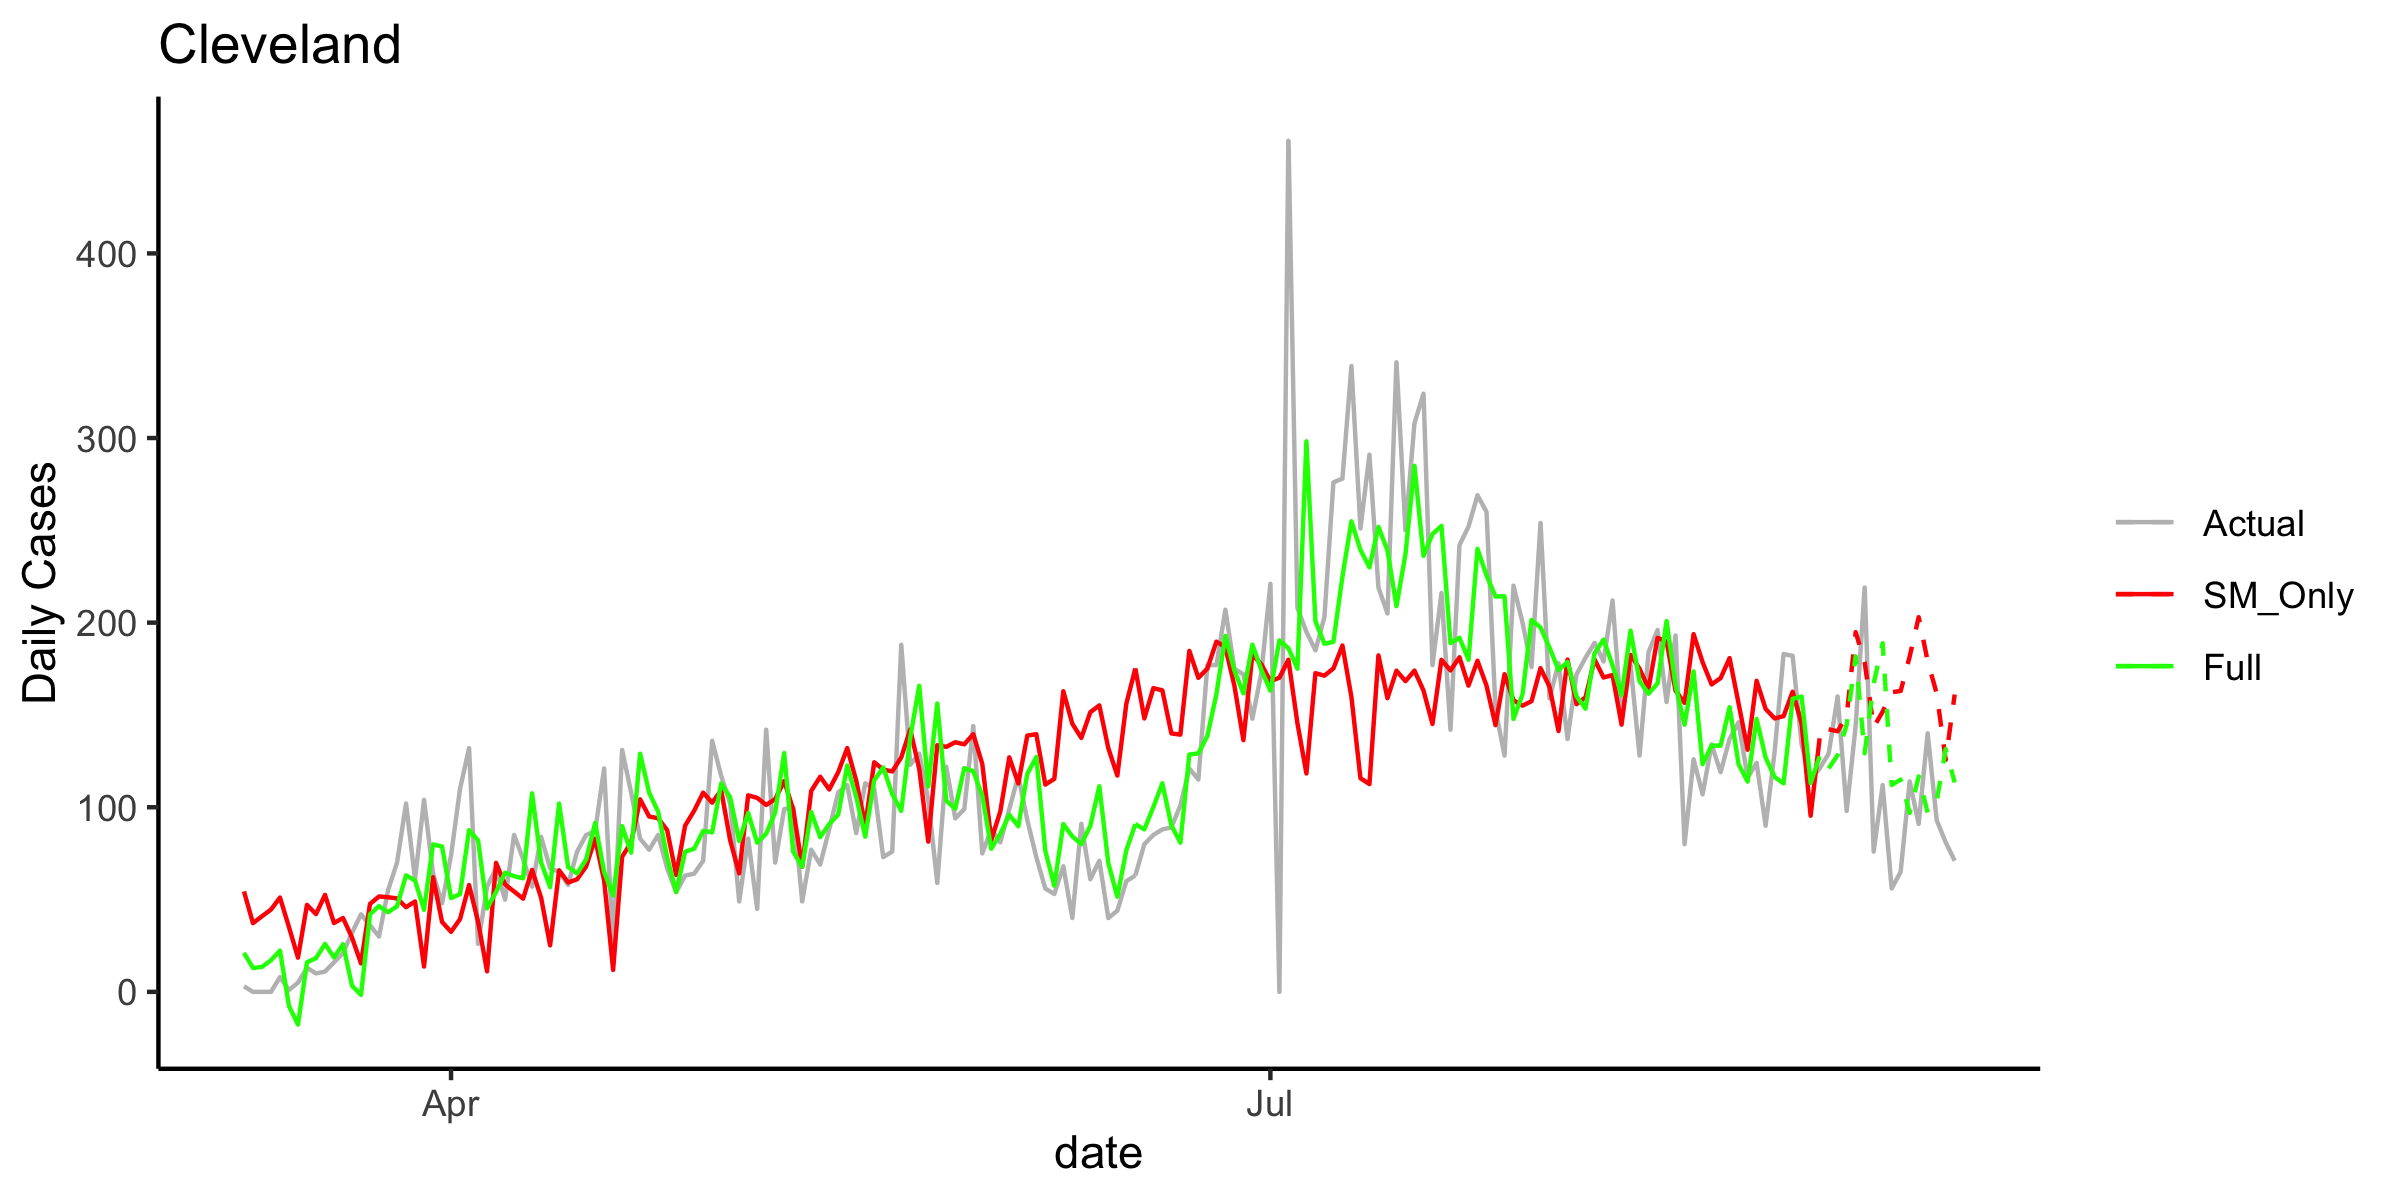 Cleveland
Daily Cases
400
300
200
100
0
Apr
Jul
date
Actual
SM_Only
Full